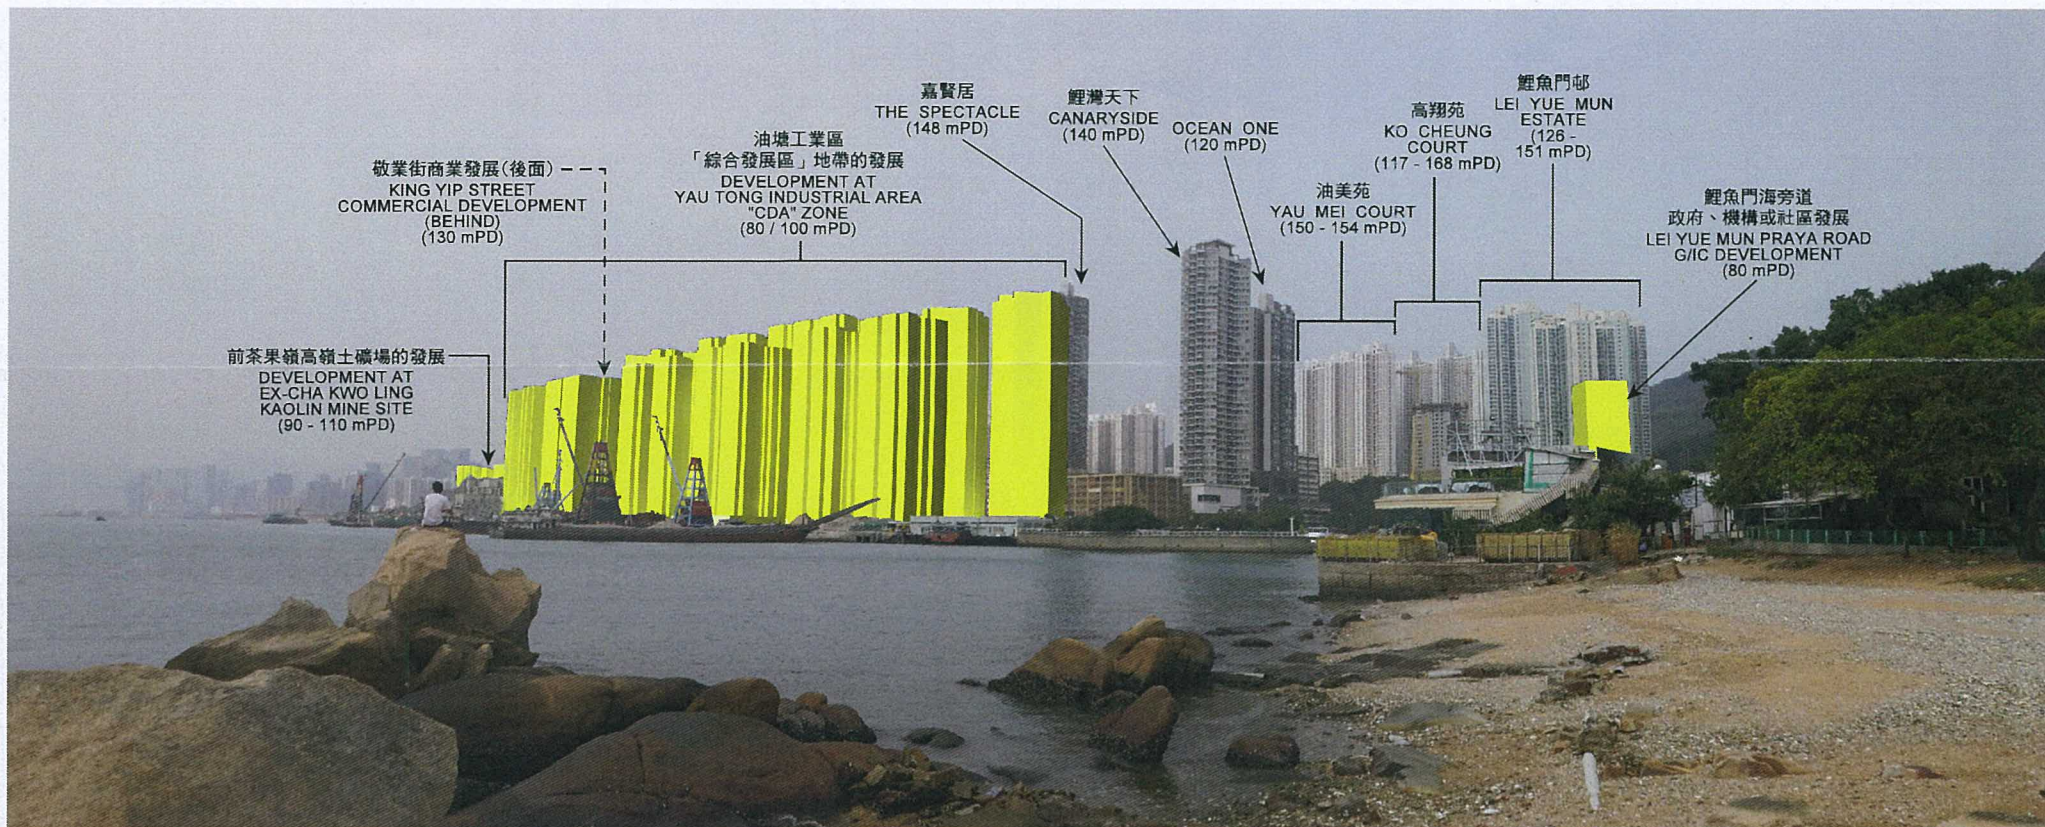 前茶果嶺高嶺土礦場的發展
DEVELOPMENT AT
EX-CHA KWO LING
KAOLIN MINE SITE
(90 - 110 mPD)
敬業街商業發展(後面)
KING YIP STREET
COMMERCIAL DEVELOPMENT
(BEHIND)
(130 mPD)
油塘工業區
「綜合發展區」地帶的發展
DEVELOPMENT AT
YAU TONG INDUSTRIAL AREA
"CDA" ZONE
(80 / 100 mPD)
嘉賢居
THE SPECTACLE
(148 mPD)
鯉灣天下
CANARYSIDE
(140 mPD)
OCEAN ONE
(120 mPD)
油美苑
YAU MEI COURT
(150 - 154 mPD)
高翔苑
KO CHEUNG
COURT
(117 - 168 mPD)
鯉魚門邨
LEI YUE MUN
ESTATE
(126 -
151 mPD)
鯉魚門海旁道
政府、機構或社區發展
LEI YUE MUN PRAYA ROAD
G/IC DEVELOPMENT
(80 mPD)